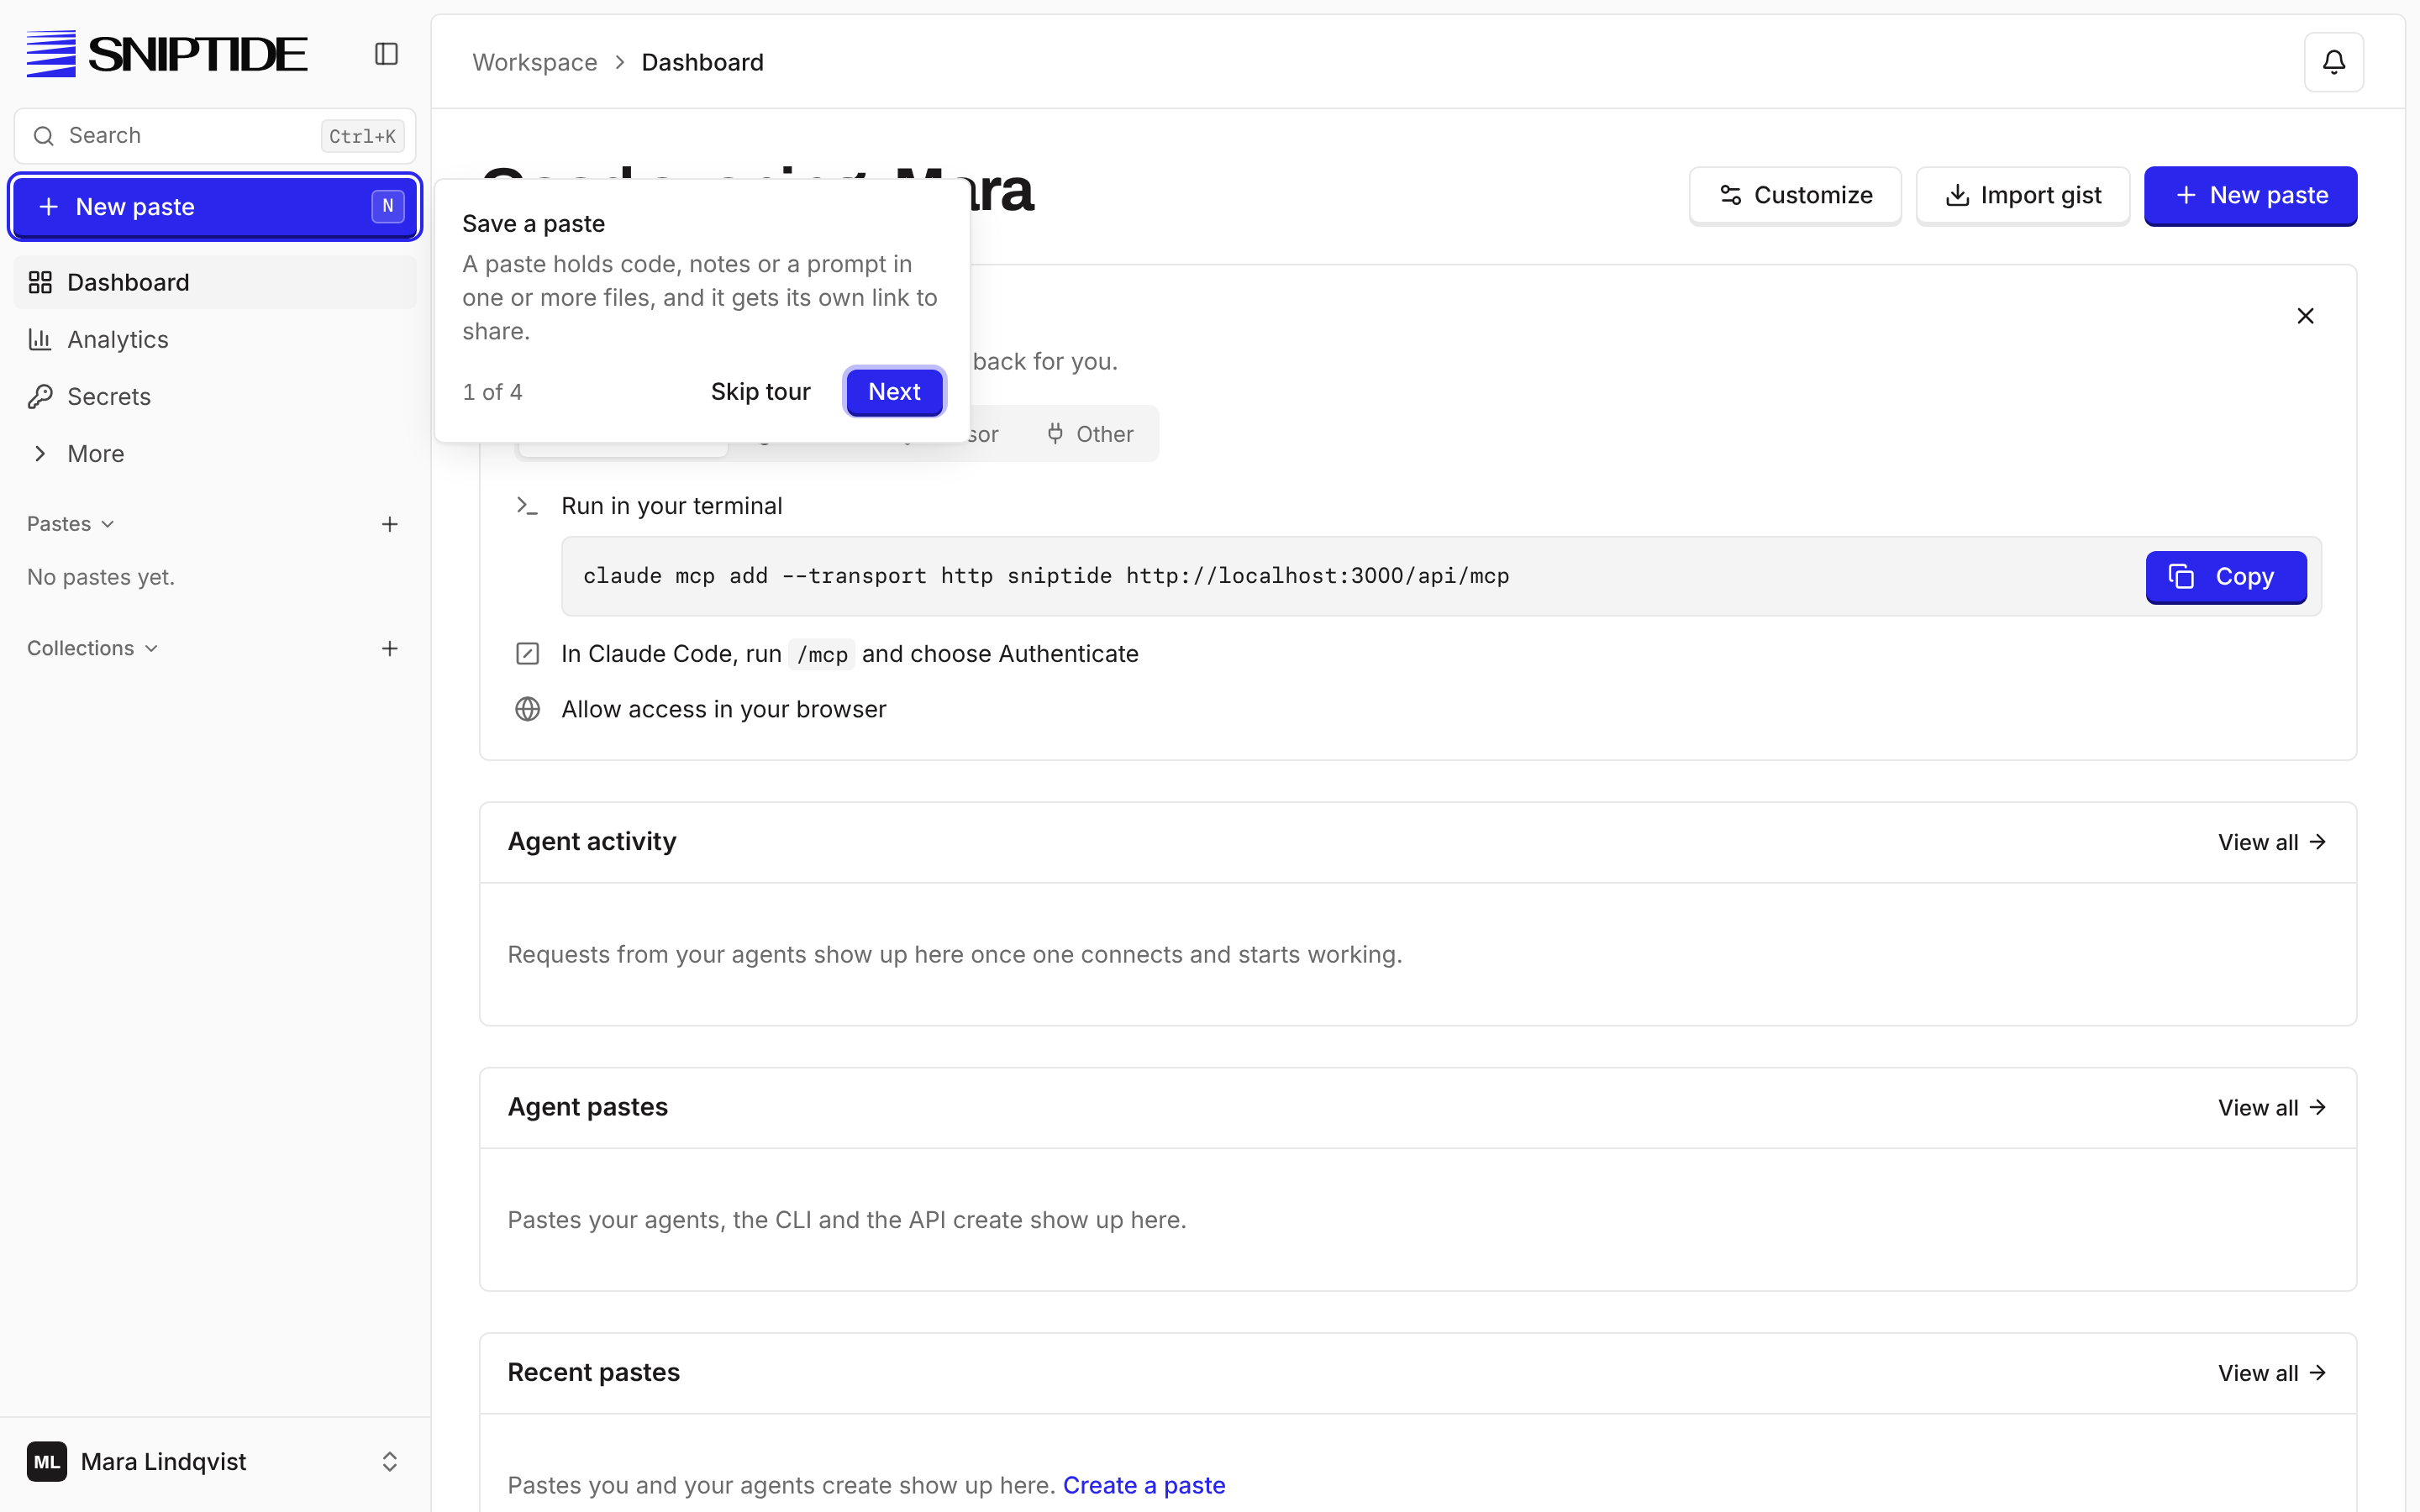 SNIPTIDE
Search Ctrl+K
+ New paste N
Dashboard
Analytics
Secrets
More
Pastes
No pastes yet.
Collections
ML Mara Lindqvist
Workspace > Dashboard
Customize
Import gist
+ New paste
Save a paste
A paste holds code, notes or a prompt in
one or more files, and it gets its own link to
share.
1 of 4 Skip tour Next
back for you.
Other
Run in your terminal
claude mcp add --transport http sniptide http://localhost:3000/api/mcp
Copy
In Claude Code, run /mcp and choose Authenticate
Allow access in your browser
Agent activity View all →
Requests from your agents show up here once one connects and starts working.
Agent pastes View all →
Pastes your agents, the CLI and the API create show up here.
Recent pastes View all →
Pastes you and your agents create show up here. Create a paste